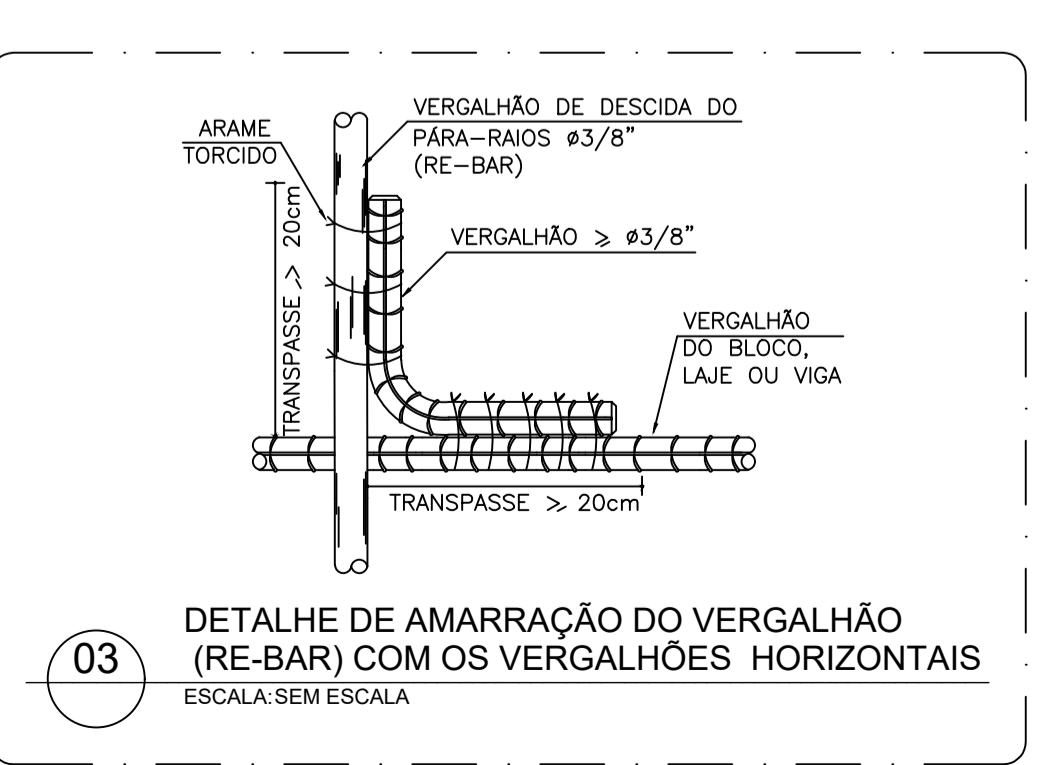 ARAME
TORCIDO
VERGALHÃO DE DESCIDA DO
PÁRA-RAIOS ø3/8"
(RE-BAR)
TRANSPASSE ⩾ 20cm
VERGALHÃO ⩾ ø3/8"
VERGALHÃO
DO BLOCO,
LAJE OU VIGA
TRANSPASSE ⩾ 20cm
03
DETALHE DE AMARRAÇÃO DO VERGALHÃO
(RE-BAR) COM OS VERGALHÕES HORIZONTAIS
ESCALA:SEM ESCALA